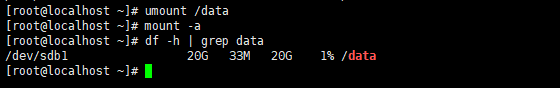 [root@localhost ~]# umount /data
[root@localhost ~]# mount -a
[root@localhost ~]# df -h | grep data
/dev/sdb1                20G   33M   20G    1% /data
[root@localhost ~]#